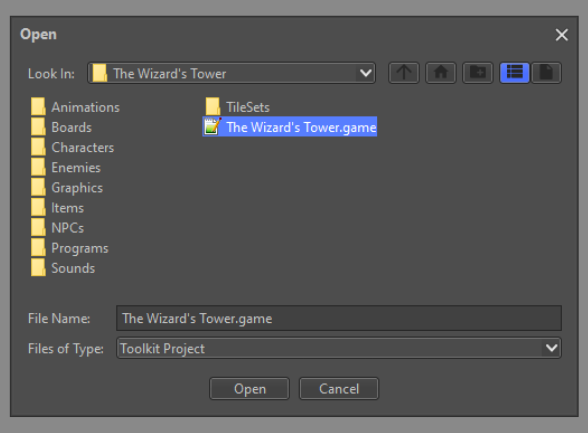 Open
Look In: The Wizard's Tower
Animations
Boards
Characters
Enemies
Graphics
Items
NPCs
Programs
Sounds
TileSets
The Wizard's Tower.game
File Name: The Wizard's Tower.game
Files of Type: Toolkit Project
Open Cancel